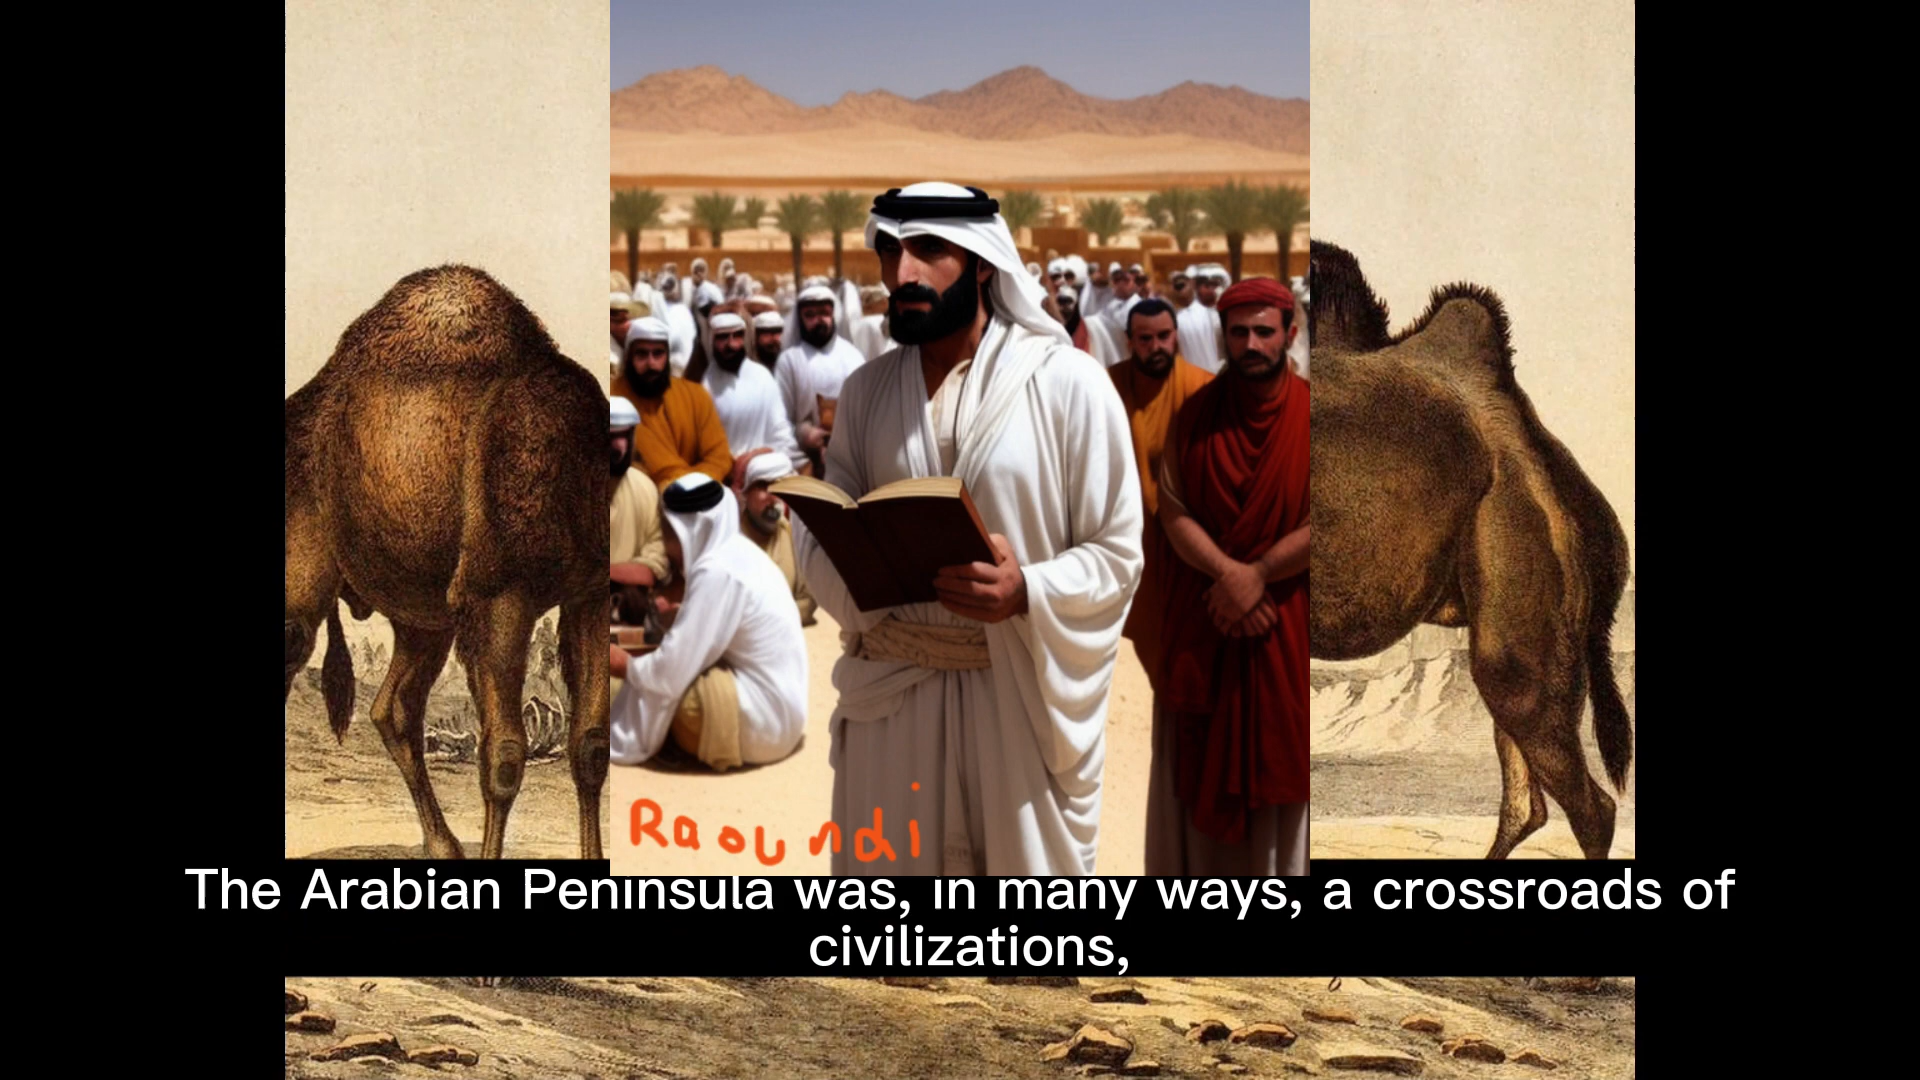 Raoundi
The Arabian Peninsula was, in many ways, a crossroads of
civilizations,